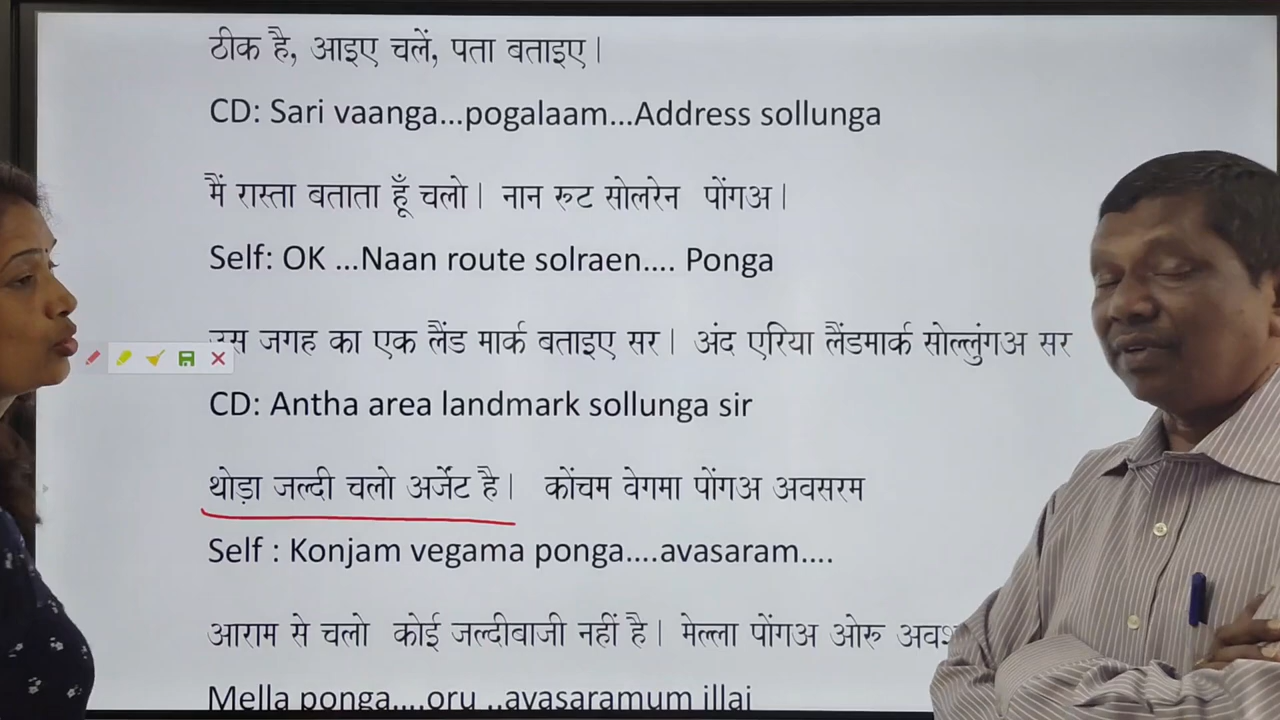 ठीक है, आइए चलें, पता बताइए।
CD: Sari vaanga...pogalaam...Address sollunga
मैं रास्ता बताता हूँ चलो। नान रूट सोलरेन पोंगअ।
Self: OK ...Naan route solraen.... Ponga
उस जगह का एक लैंड मार्क बताइए सर। अंद एरिया लैंडमार्क सोल्लुंगअ सर
CD: Antha area landmark sollunga sir
थोड़ा जल्दी चलो अर्जेंट है। कोंचम वेगमा पोंगअ अवसरम
Self : Konjam vegama ponga....avasaram....
आराम से चलो कोई जल्दीबाजी नहीं है। मेल्ला पोंगअ ओरु
Mella ponga....oru ..avasaramum illai